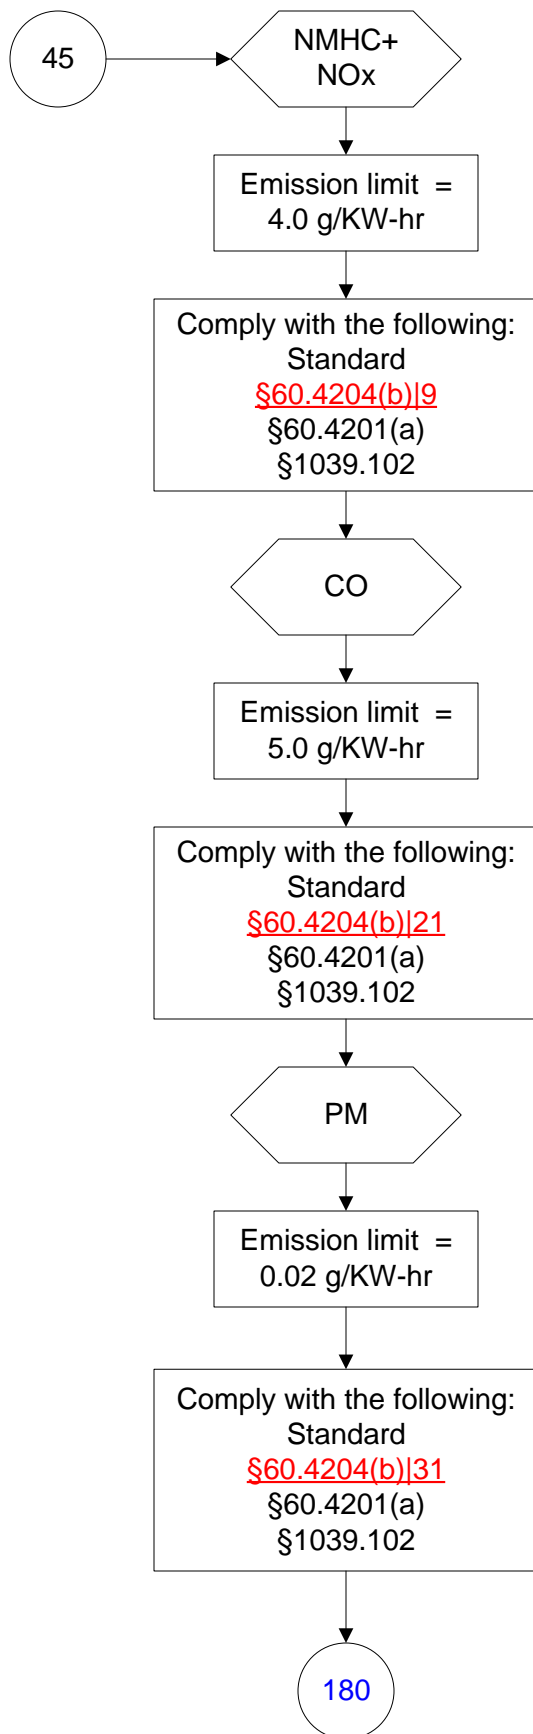 45
NMHC+
NOx
Emission limit =
4.0 g/KW-hr
Comply with the following:
Standard
§60.4204(b)|9
§60.4201(a)
§1039.102
CO
Emission limit =
5.0 g/KW-hr
Comply with the following:
Standard
§60.4204(b)|21
§60.4201(a)
§1039.102
PM
Emission limit =
0.02 g/KW-hr
Comply with the following:
Standard
§60.4204(b)|31
§60.4201(a)
§1039.102
180